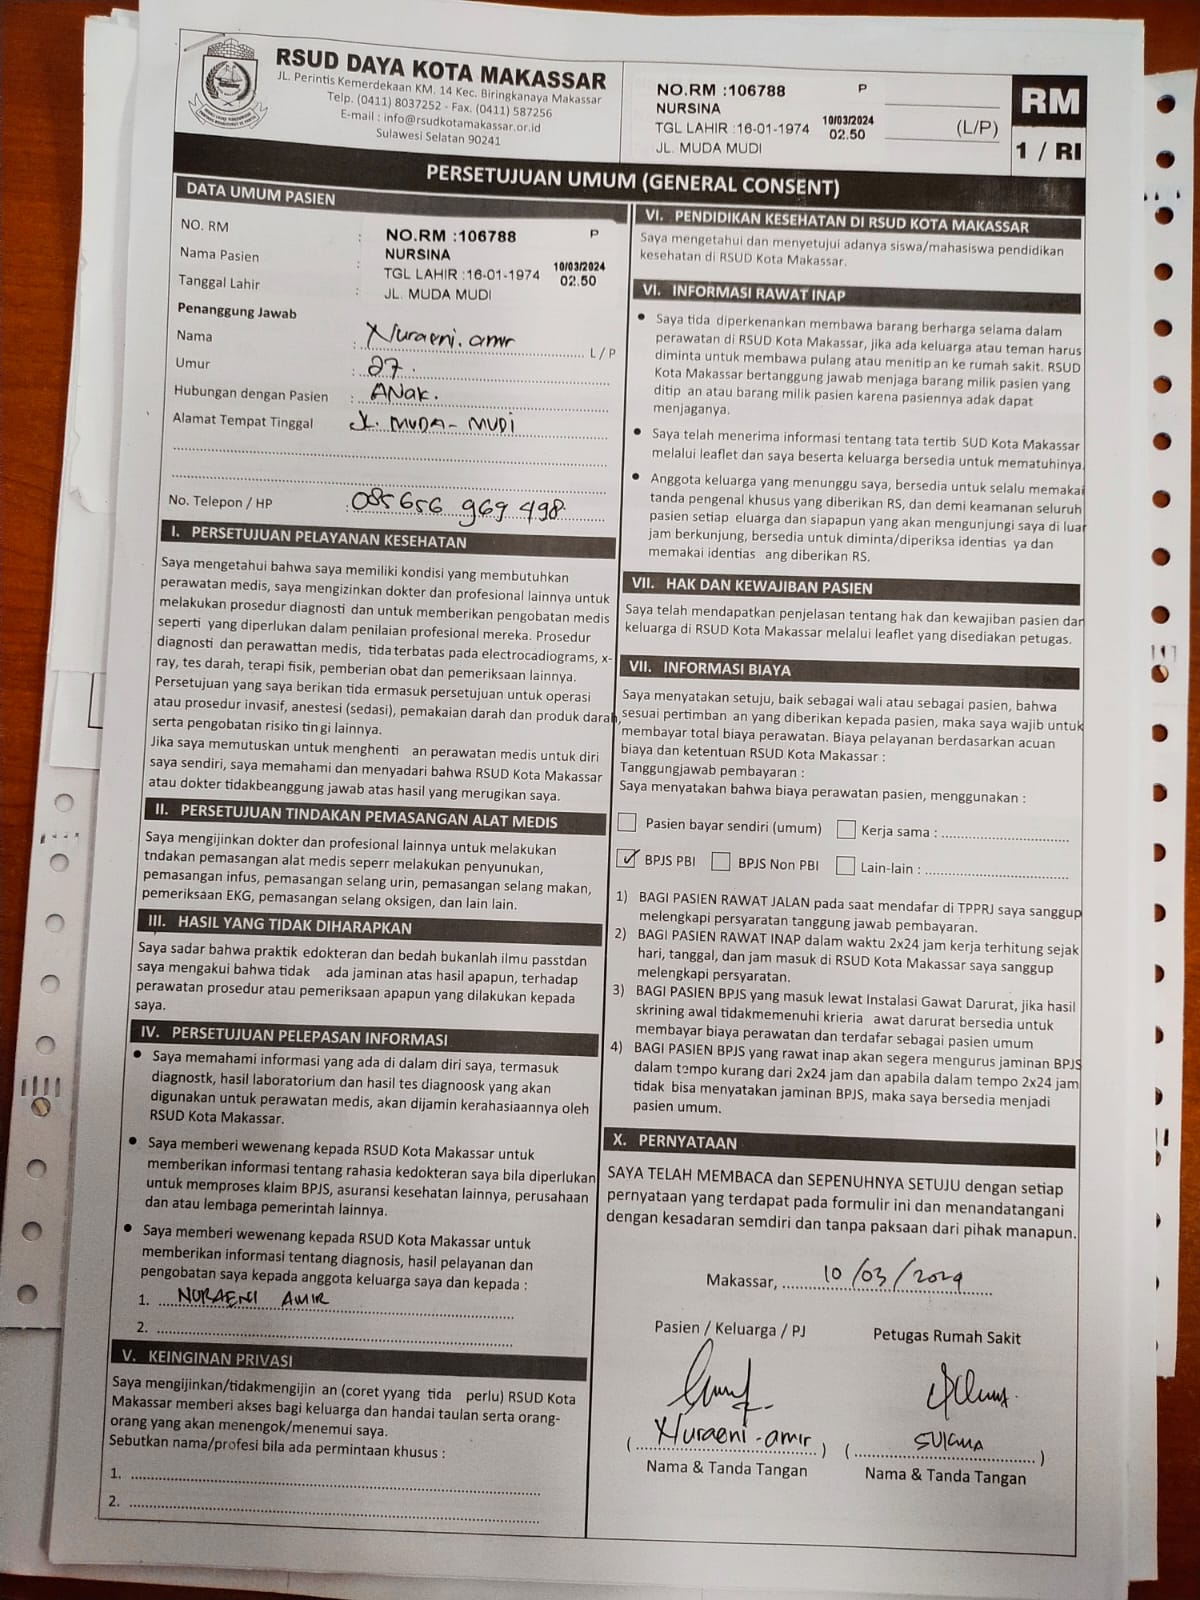 RSUD DAYA KOTA MAKASSAR
JL. Perintis Kemerdekaan KM. 14 Kec. Biringkanaya Makassar
Telp. (0411) 8037252 - Fax. (0411) 587256
E-mail : info@rsudkotamakassar.or.id
Sulawesi Selatan 90241
NO.RM :106788 P
NURSINA
TGL LAHIR :16-01-1974 10/03/2024 02.50
JL. MUDA MUDI
(L/P)
RM
1 / RI
PERSETUJUAN UMUM (GENERAL CONSENT)
DATA UMUM PASIEN
NO. RM : NO.RM :106788 P
Nama Pasien : NURSINA
Tanggal Lahir : TGL LAHIR :16-01-1974 10/03/2024 02.50
JL. MUDA MUDI
Penanggung Jawab
Nama : Nuraeni.amir L / P
Umur : 27.
Hubungan dengan Pasien : ANak.
Alamat Tempat Tinggal JL. MUDA - MUDI
No. Telepon / HP : 085656 969 498
I. PERSETUJUAN PELAYANAN KESEHATAN
Saya mengetahui bahwa saya memiliki kondisi yang membutuhkan
perawatan medis, saya mengizinkan dokter dan profesional lainnya untuk
melakukan prosedur diagnosti dan untuk memberikan pengobatan medis
seperti yang diperlukan dalam penilaian profesional mereka. Prosedur
diagnosti dan perawattan medis, tida terbatas pada electrocadiograms, x-
ray, tes darah, terapi fisik, pemberian obat dan pemeriksaan lainnya.
Persetujuan yang saya berikan tida ermasuk persetujuan untuk operasi
atau prosedur invasif, anestesi (sedasi), pemakaian darah dan produk darah,
serta pengobatan risiko tin gi lainnya.
Jika saya memutuskan untuk menghenti an perawatan medis untuk diri
saya sendiri, saya memahami dan menyadari bahwa RSUD Kota Makassar
atau dokter tidakbeanggung jawab atas hasil yang merugikan saya.
II. PERSETUJUAN TINDAKAN PEMASANGAN ALAT MEDIS
Saya mengijinkan dokter dan profesional lainnya untuk melakukan
tndakan pemasangan alat medis seperr melakukan penyunukan,
pemasangan infus, pemasangan selang urin, pemasangan selang makan,
pemeriksaan EKG, pemasangan selang oksigen, dan lain lain.
III. HASIL YANG TIDAK DIHARAPKAN
Saya sadar bahwa praktik edokteran dan bedah bukanlah ilmu passtdan
saya mengakui bahwa tidak ada jaminan atas hasil apapun, terhadap
perawatan prosedur atau pemeriksaan apapun yang dilakukan kepada
saya.
IV. PERSETUJUAN PELEPASAN INFORMASI
• Saya memahami informasi yang ada di dalam diri saya, termasuk
diagnostk, hasil laboratorium dan hasil tes diagnoosk yang akan
digunakan untuk perawatan medis, akan dijamin kerahasiaannya oleh
RSUD Kota Makassar.
• Saya memberi wewenang kepada RSUD Kota Makassar untuk
memberikan informasi tentang rahasia kedokteran saya bila diperlukan
untuk memproses klaim BPJS, asuransi kesehatan lainnya, perusahaan
dan atau lembaga pemerintah lainnya.
• Saya memberi wewenang kepada RSUD Kota Makassar untuk
memberikan informasi tentang diagnosis, hasil pelayanan dan
pengobatan saya kepada anggota keluarga saya dan kepada :
1. NURAENI AMIR
2.
V. KEINGINAN PRIVASI
Saya mengijinkan/tidakmengijin an (coret yyang tida perlu) RSUD Kota
Makassar memberi akses bagi keluarga dan handai taulan serta orang-
orang yang akan menengok/menemui saya.
Sebutkan nama/profesi bila ada permintaan khusus :
1.
2.
VI. PENDIDIKAN KESEHATAN DI RSUD KOTA MAKASSAR
Saya mengetahui dan menyetujui adanya siswa/mahasiswa pendidikan
kesehatan di RSUD Kota Makassar.
VI. INFORMASI RAWAT INAP
• Saya tida diperkenankan membawa barang berharga selama dalam
perawatan di RSUD Kota Makassar, jika ada keluarga atau teman harus
diminta untuk membawa pulang atau menitip an ke rumah sakit. RSUD
Kota Makassar bertanggung jawab menjaga barang milik pasien yang
ditip an atau barang milik pasien karena pasiennya adak dapat
menjaganya.
• Saya telah menerima informasi tentang tata tertib SUD Kota Makassar
melalui leaflet dan saya beserta keluarga bersedia untuk mematuhinya.
• Anggota keluarga yang menunggu saya, bersedia untuk selalu memakai
tanda pengenal khusus yang diberikan RS, dan demi keamanan seluruh
pasien setiap eluarga dan siapapun yang akan mengunjungi saya di luar
jam berkunjung, bersedia untuk diminta/diperiksa identias ya dan
memakai identias ang diberikan RS.
VII. HAK DAN KEWAJIBAN PASIEN
Saya telah mendapatkan penjelasan tentang hak dan kewajiban pasien dan
keluarga di RSUD Kota Makassar melalui leaflet yang disediakan petugas.
VII. INFORMASI BIAYA
Saya menyatakan setuju, baik sebagai wali atau sebagai pasien, bahwa
sesuai pertimban an yang diberikan kepada pasien, maka saya wajib untuk
membayar total biaya perawatan. Biaya pelayanan berdasarkan acuan
biaya dan ketentuan RSUD Kota Makassar :
Tanggungjawab pembayaran :
Saya menyatakan bahwa biaya perawatan pasien, menggunakan :
Pasien bayar sendiri (umum) Kerja sama :
✓ BPJS PBI BPJS Non PBI Lain-lain :
1) BAGI PASIEN RAWAT JALAN pada saat mendafar di TPPRJ saya sanggup
melengkapi persyaratan tanggung jawab pembayaran.
2) BAGI PASIEN RAWAT INAP dalam waktu 2x24 jam kerja terhitung sejak
hari, tanggal, dan jam masuk di RSUD Kota Makassar saya sanggup
melengkapi persyaratan.
3) BAGI PASIEN BPJS yang masuk lewat Instalasi Gawat Darurat, jika hasil
skrining awal tidakmemenuhi krieria awat darurat bersedia untuk
membayar biaya perawatan dan terdafar sebagai pasien umum
4) BAGI PASIEN BPJS yang rawat inap akan segera mengurus jaminan BPJS
dalam tempo kurang dari 2x24 jam dan apabila dalam tempo 2x24 jam
tidak bisa menyatakan jaminan BPJS, maka saya bersedia menjadi
pasien umum.
X. PERNYATAAN
SAYA TELAH MEMBACA dan SEPENUHNYA SETUJU dengan setiap
pernyataan yang terdapat pada formulir ini dan menandatangani
dengan kesadaran semdiri dan tanpa paksaan dari pihak manapun.
Makassar, 10/03/2024
Pasien / Keluarga / PJ Petugas Rumah Sakit
( Nuraeni.amir ) ( SUKMA )
Nama & Tanda Tangan Nama & Tanda Tangan